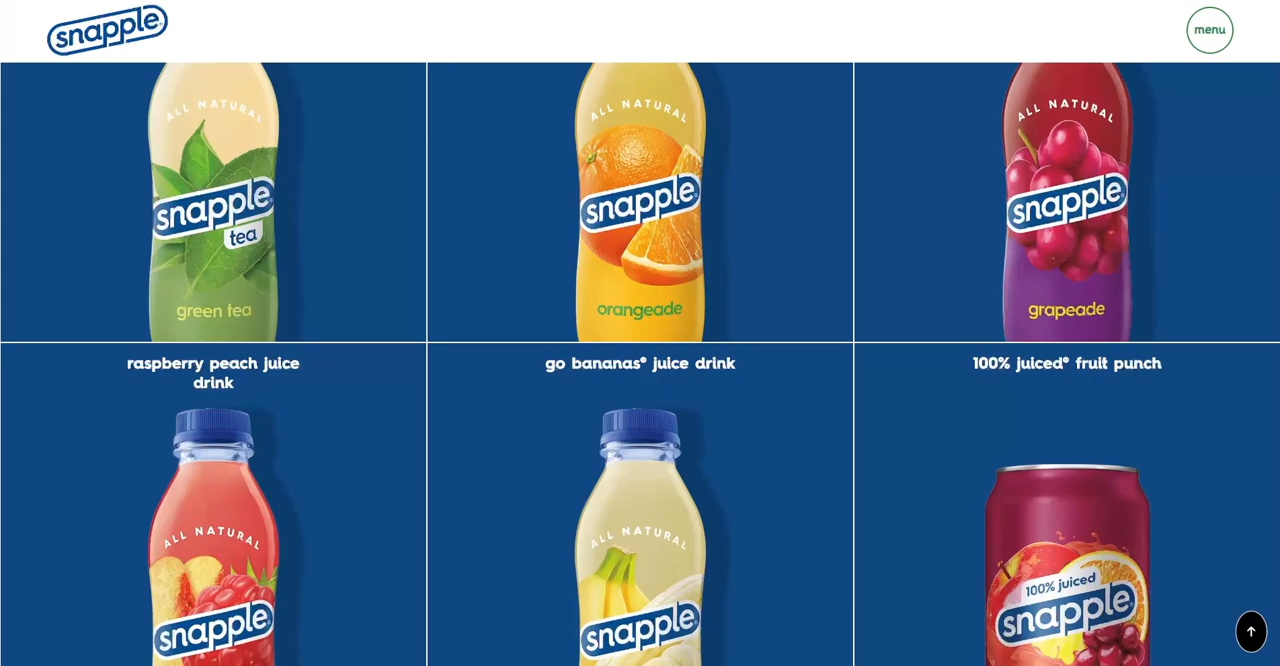 snapple
menu
ALL NATURAL
snapple
tea
green tea
ALL NATURAL
snapple
orangeade
ALL NATURAL
snapple
grapeade
raspberry peach juice
drink
ALL NATURAL
snapple
go bananas® juice drink
ALL NATURAL
snapple
100% juiced® fruit punch
100% juiced
snapple